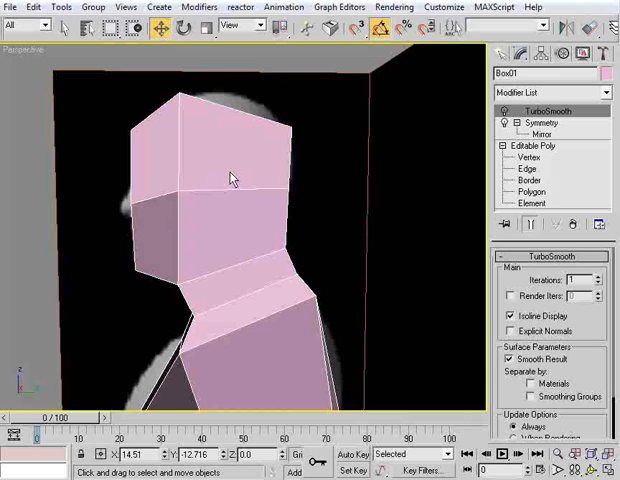 File Edit Tools Group Views Create Modifiers reactor Animation Graph Editors Rendering Customize MAXScript Help
All View
Perspective
Box01
Modifier List
TurboSmooth
Symmetry
Mirror
Editable Poly
Vertex
Edge
Border
Polygon
Element
- TurboSmooth
Main
Iterations: 1
Render Iters: 0
Isoline Display
Explicit Normals
Surface Parameters
Smooth Result
Separate by:
Materials
Smoothing Groups
Update Options
Always
When Rendering
z
x
0 / 100
0 10 20 30 40 50 60 70 80 90 100
X: 14.51 Y: -12.716 Z: 0.0 Gri Auto Key Selected
Click and drag to select and move objects Add Set Key Key Filters... 0